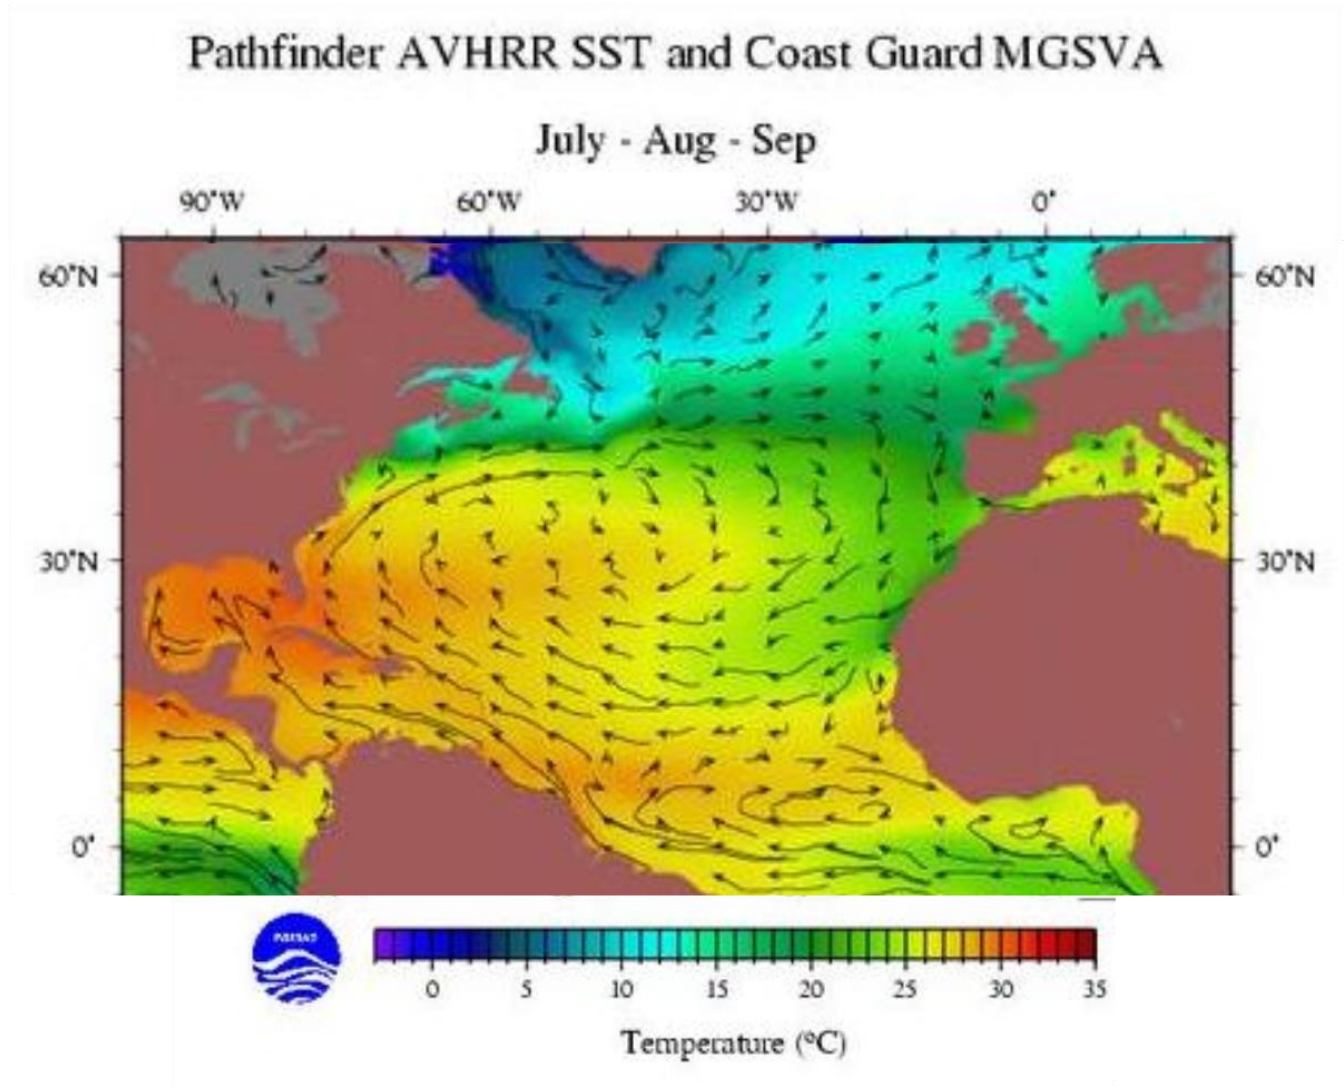 Pathfinder AVHRR SST and Coast Guard MGSVA
July - Aug - Sep
90°W 60°W 30°W 0°
60°N 60°N
30°N 30°N
0° 0°
0 5 10 15 20 25 30 35
Temperature (°C)